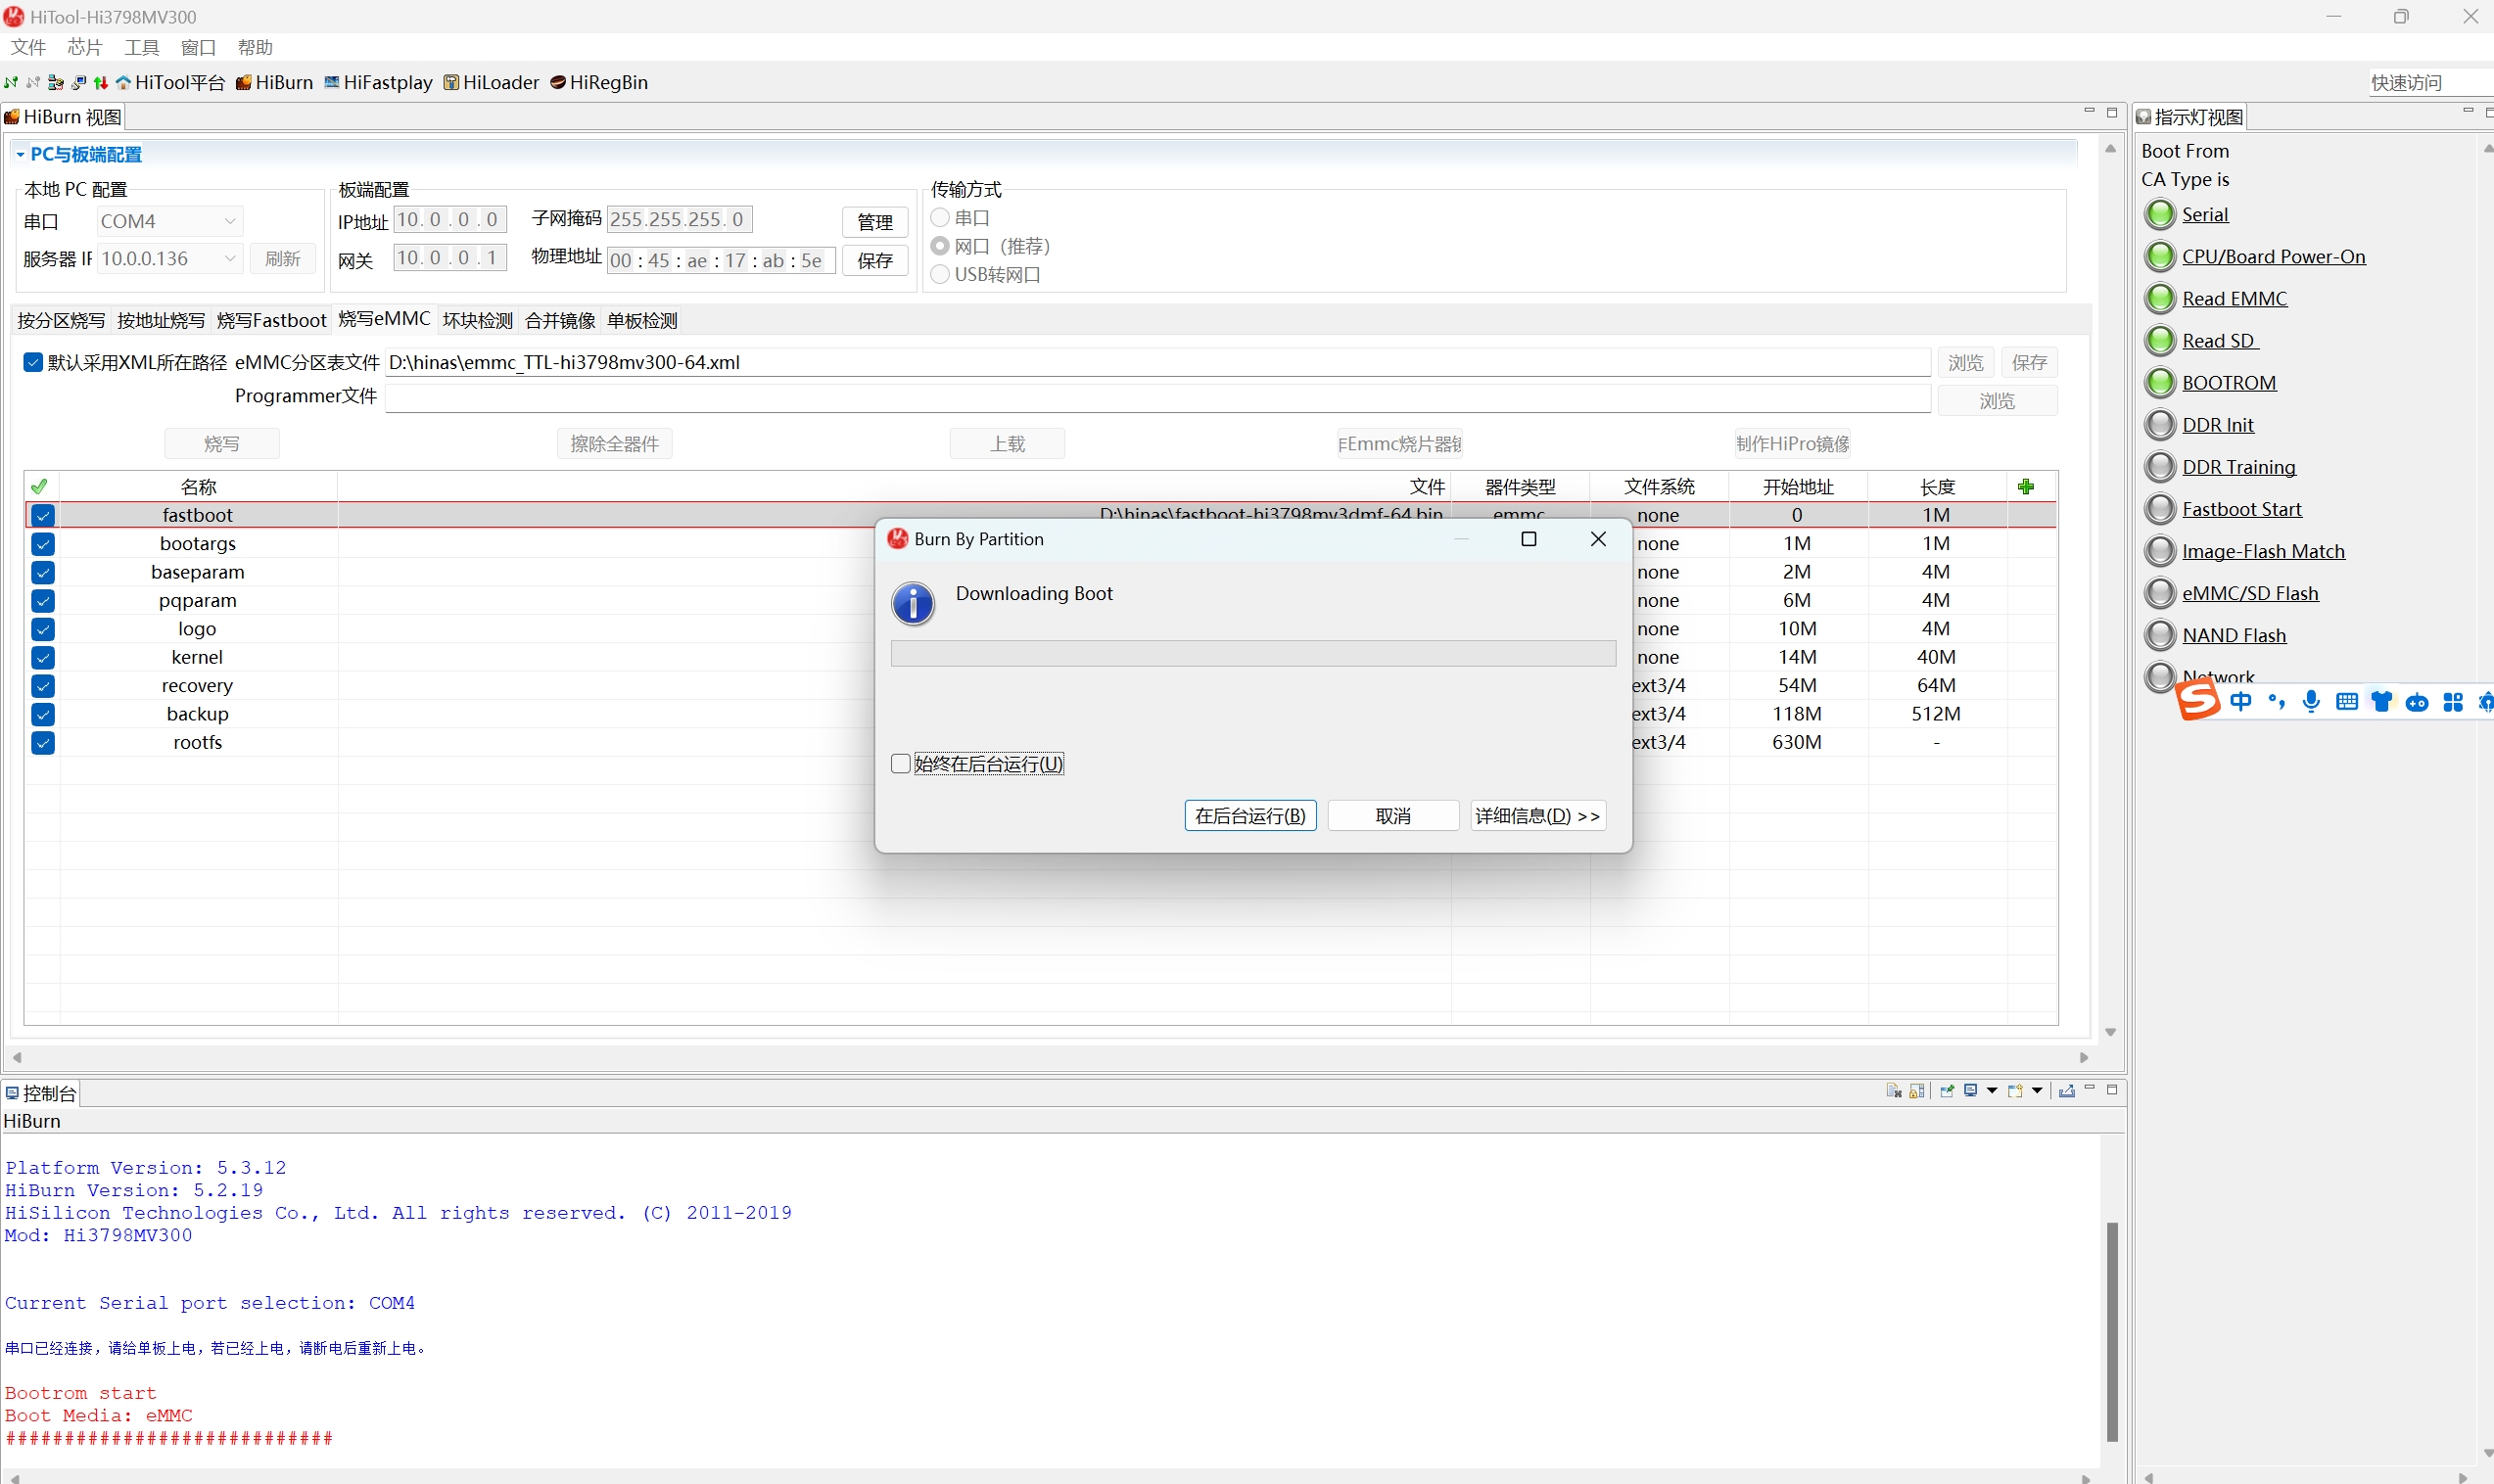 HiTool-Hi3798MV300
文件 芯片 工具 窗口 帮助
HiTool平台 HiBurn HiFastplay HiLoader HiRegBin
快速访问
HiBurn 视图
PC与板端配置
本地 PC 配置
串口 COM4
服务器 IF 10.0.0.136 刷新
板端配置
IP地址 10. 0 . 0 . 0 子网掩码 255.255.255. 0 管理
网关 10. 0 . 0 . 1 物理地址 00 : 45 : ae : 17 : ab : 5e 保存
传输方式
串口
网口（推荐）
USB转网口
按分区烧写 按地址烧写 烧写Fastboot 烧写eMMC 坏块检测 合并镜像 单板检测
默认采用XML所在路径 eMMC分区表文件 D:\hinas\emmc_TTL-hi3798mv300-64.xml 浏览 保存
Programmer文件 浏览
烧写 擦除全器件 上载 Emmc烧片器 制作HiPro镜像
名称 文件 器件类型 文件系统 开始地址 长度
fastboot D:\hinas\fastboot-hi3798mv3dmf-64.bin emmc none 0 1M
bootargs none 1M 1M
baseparam none 2M 4M
pqparam none 6M 4M
logo none 10M 4M
kernel none 14M 40M
recovery ext3/4 54M 64M
backup ext3/4 118M 512M
rootfs ext3/4 630M -
Burn By Partition
Downloading Boot
始终在后台运行(U)
在后台运行(B) 取消 详细信息(D) >>
控制台
HiBurn
Platform Version: 5.3.12
HiBurn Version: 5.2.19
HiSilicon Technologies Co., Ltd. All rights reserved. (C) 2011-2019
Mod: Hi3798MV300
Current Serial port selection: COM4
串口已经连接，请给单板上电，若已经上电，请断电后重新上电。
Bootrom start
Boot Media: eMMC
############################
指示灯视图
Boot From
CA Type is
Serial
CPU/Board Power-On
Read EMMC
Read SD
BOOTROM
DDR Init
DDR Training
Fastboot Start
Image-Flash Match
eMMC/SD Flash
NAND Flash
Network
中